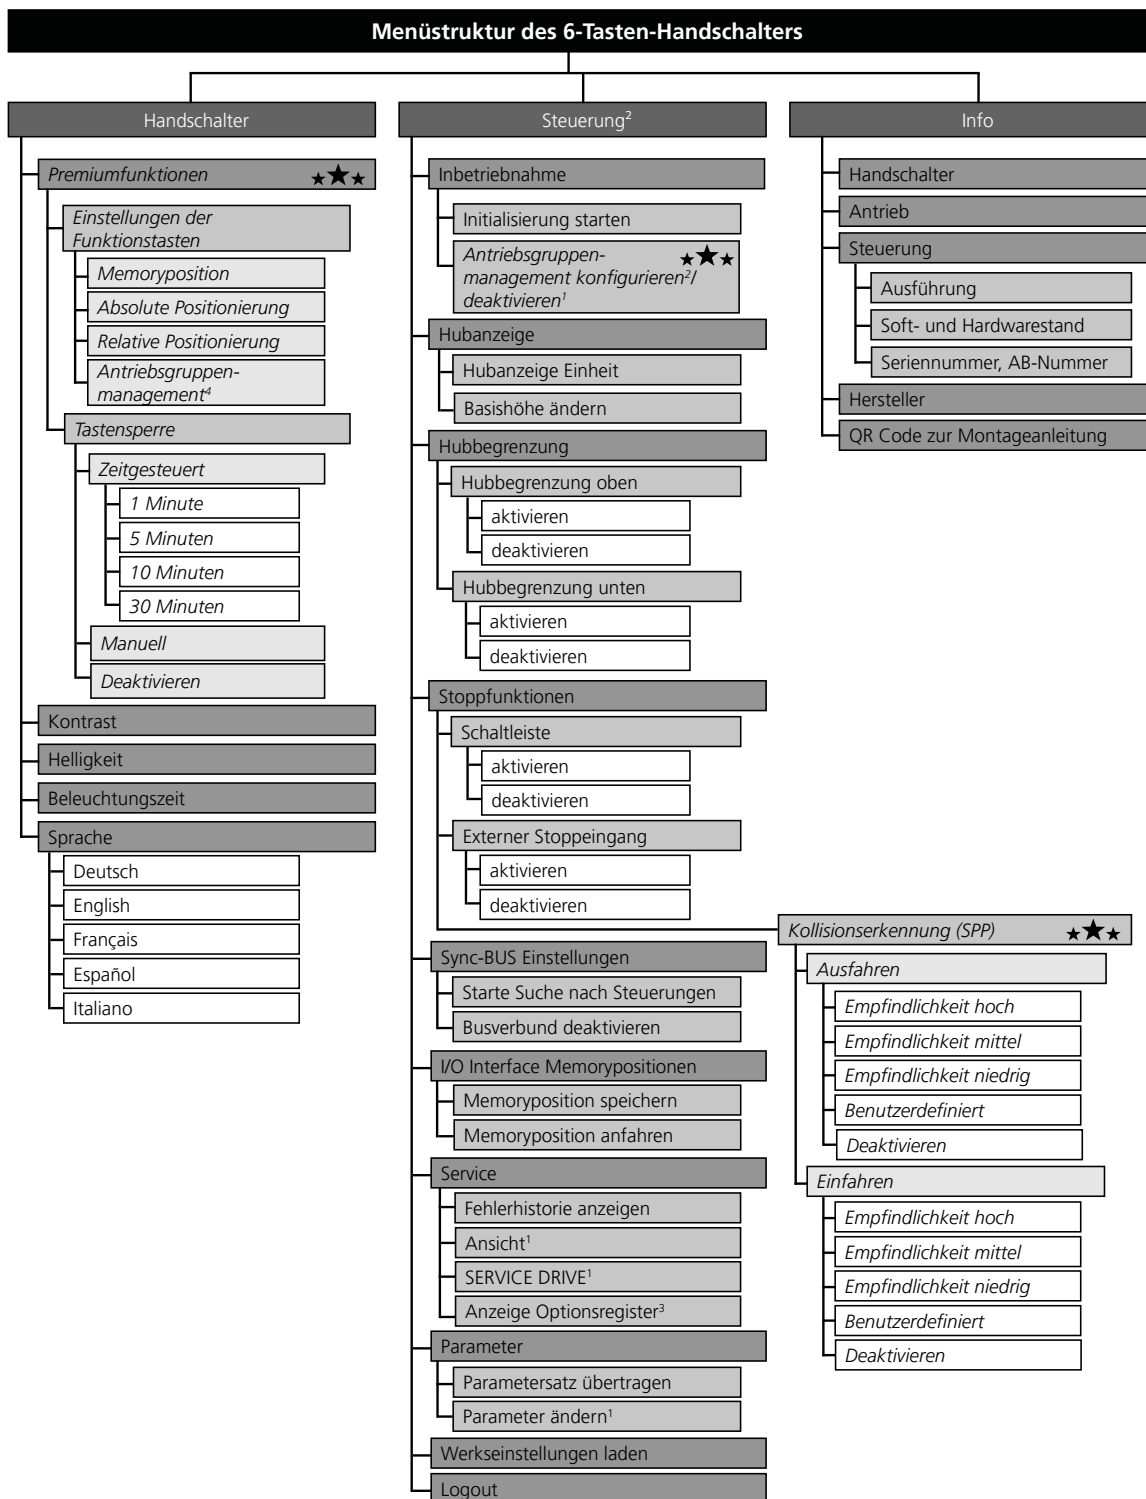 Menüstruktur des 6-Tasten-Handschalters
Handschalter
Premiumfunktionen
Einstellungen der
Funktionstasten
Memoryposition
Absolute Positionierung
Relative Positionierung
Antriebsgruppen-
management⁴
Tastensperre
Zeitgesteuert
1 Minute
5 Minuten
10 Minuten
30 Minuten
Manuell
Deaktivieren
Kontrast
Helligkeit
Beleuchtungszeit
Sprache
Deutsch
English
Français
Español
Italiano
Steuerung²
Inbetriebnahme
Initialisierung starten
Antriebsgruppen-
management konfigurieren²/
deaktivieren¹
Hubanzeige
Hubanzeige Einheit
Basishöhe ändern
Hubbegrenzung
Hubbegrenzung oben
aktivieren
deaktivieren
Hubbegrenzung unten
aktivieren
deaktivieren
Stoppfunktionen
Schaltleiste
aktivieren
deaktivieren
Externer Stoppeingang
aktivieren
deaktivieren
Kollisionserkennung (SPP)
Ausfahren
Empfindlichkeit hoch
Empfindlichkeit mittel
Empfindlichkeit niedrig
Benutzerdefiniert
Deaktivieren
Einfahren
Empfindlichkeit hoch
Empfindlichkeit mittel
Empfindlichkeit niedrig
Benutzerdefiniert
Deaktivieren
Sync-BUS Einstellungen
Starte Suche nach Steuerungen
Busverbund deaktivieren
I/O Interface Memorypositionen
Memoryposition speichern
Memoryposition anfahren
Service
Fehlerhistorie anzeigen
Ansicht¹
SERVICE DRIVE¹
Anzeige Optionsregister³
Parameter
Parametersatz übertragen
Parameter ändern¹
Werkseinstellungen laden
Logout
Info
Handschalter
Antrieb
Steuerung
Ausführung
Soft- und Hardwarestand
Seriennummer, AB-Nummer
Hersteller
QR Code zur Montageanleitung